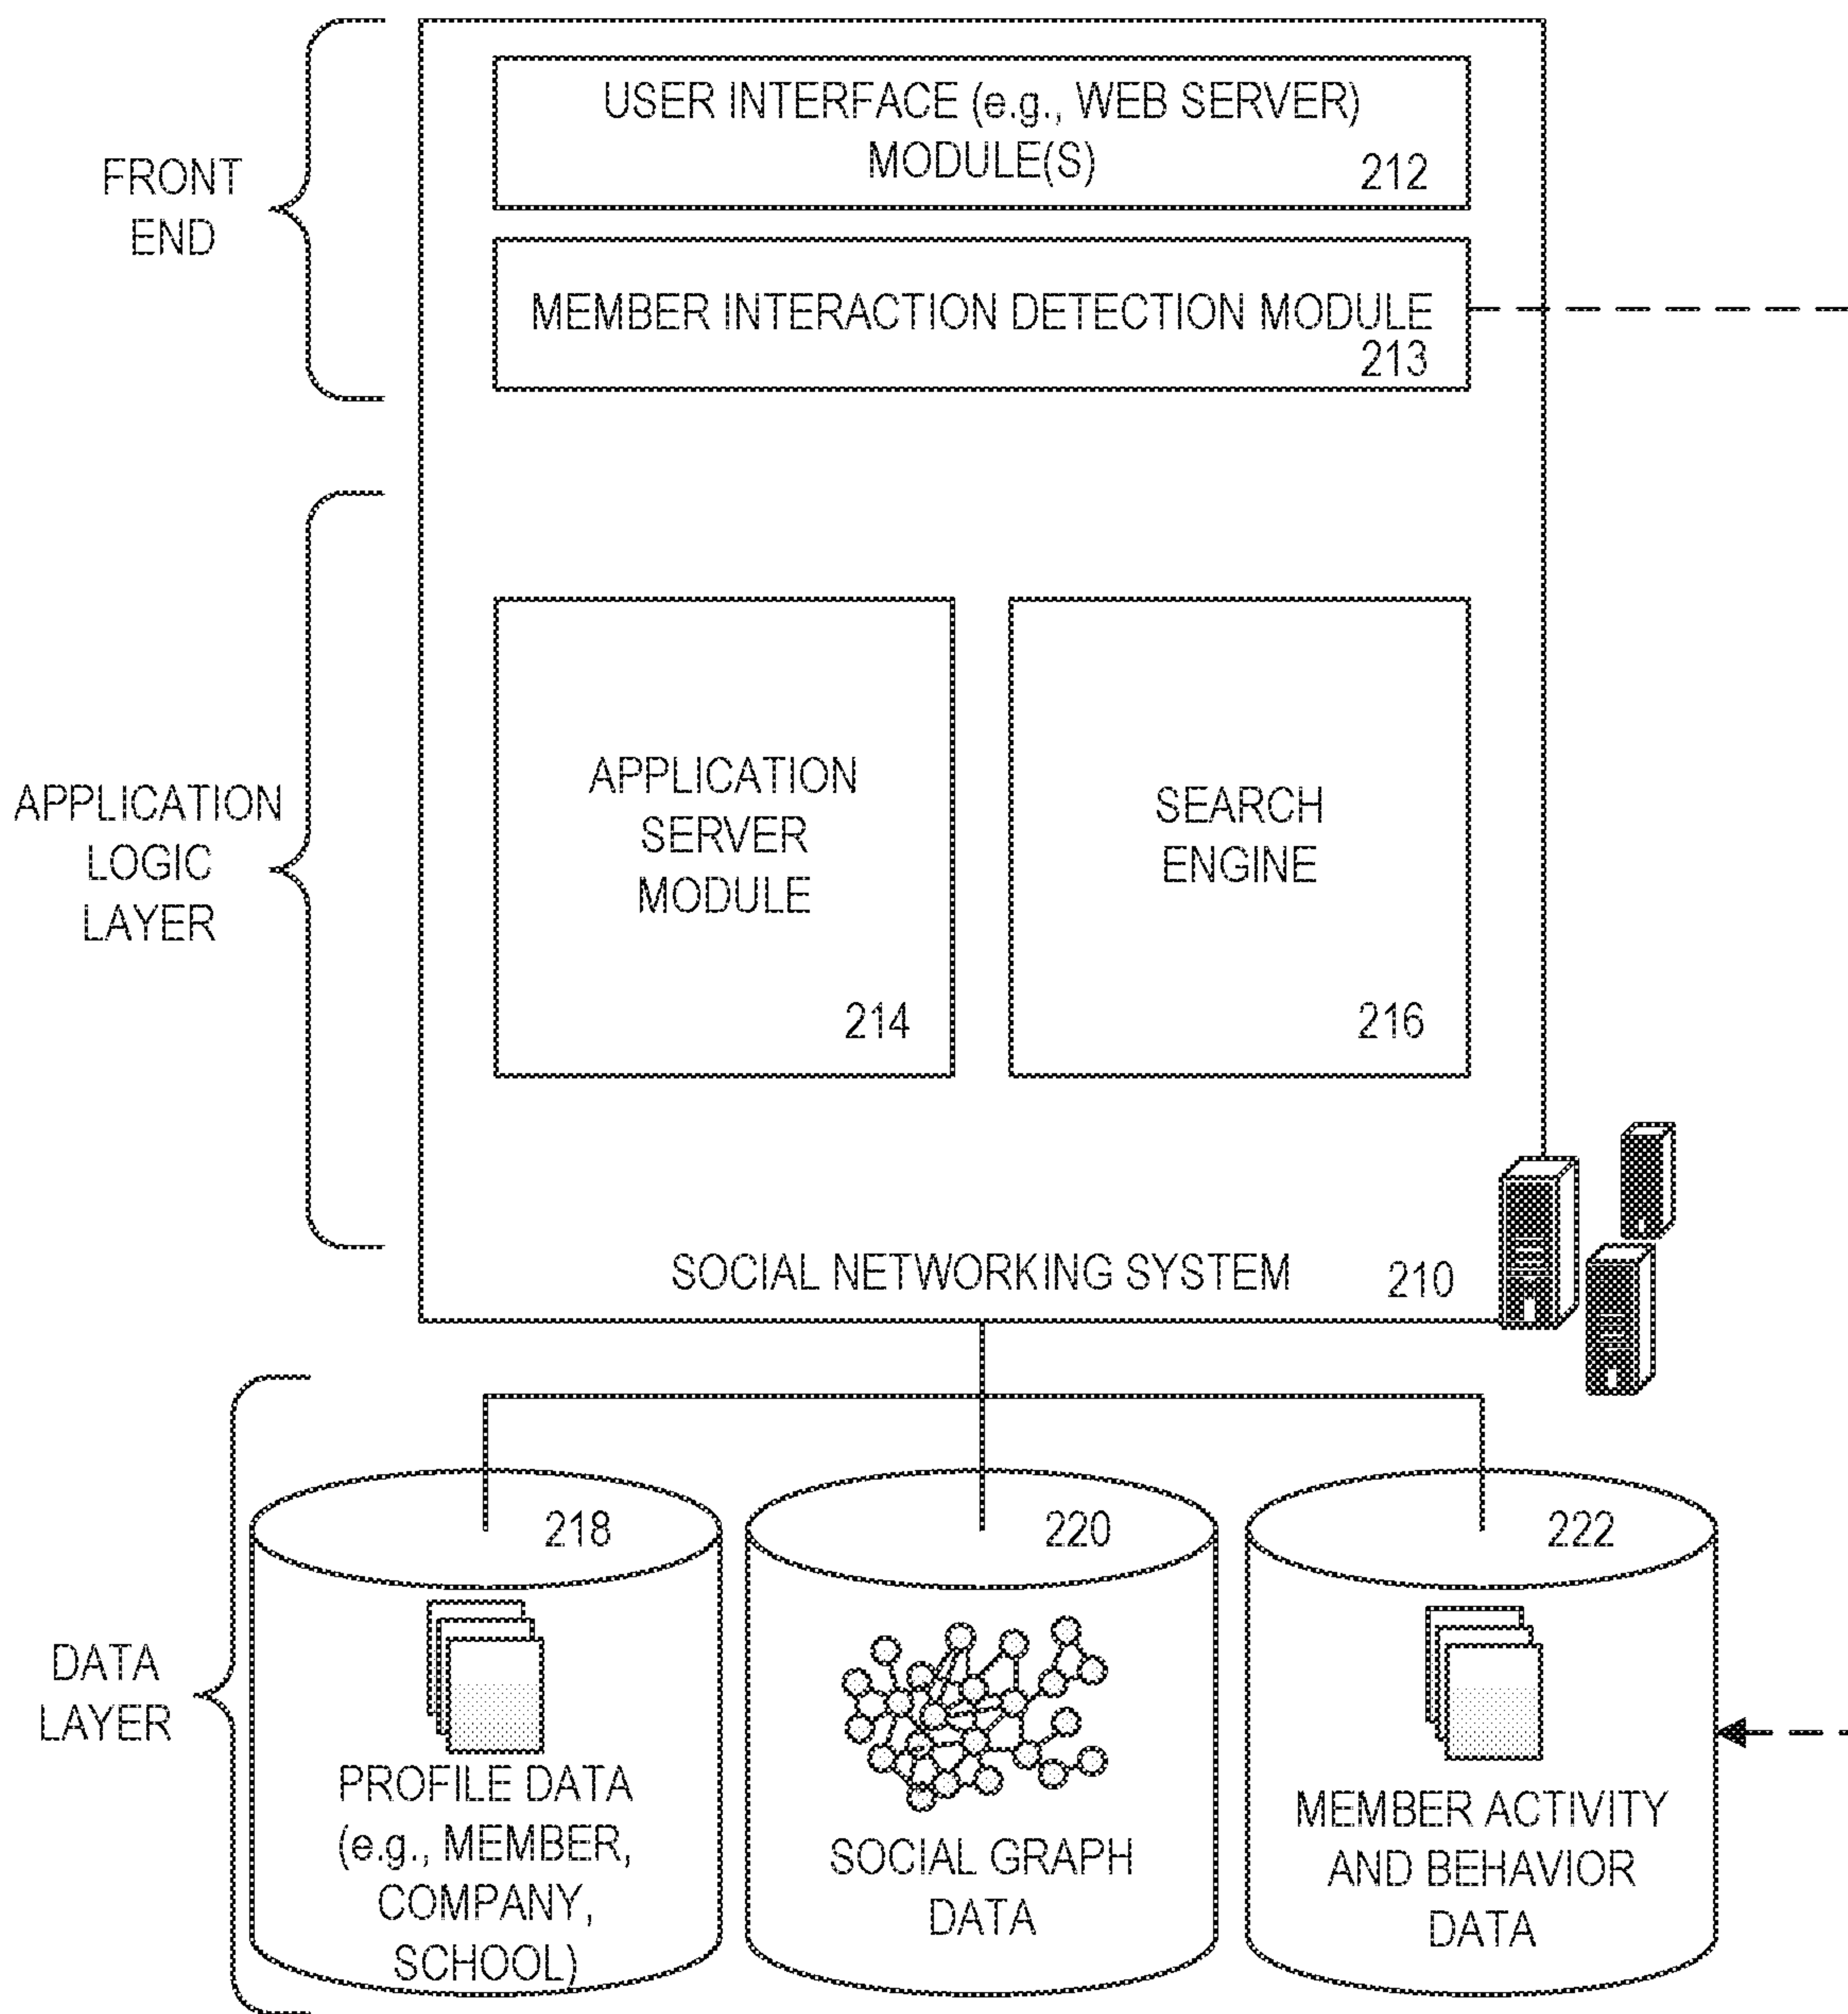 FRONT
END
USER INTERFACE (e.g., WEB SERVER)
MODULE(S)
212
MEMBER INTERACTION DETECTION MODULE
213
APPLICATION
LOGIC
LAYER
APPLICATION
SERVER
MODULE
214
SEARCH
ENGINE
216
SOCIAL NETWORKING SYSTEM
210
DATA
LAYER
218
PROFILE DATA
(e.g., MEMBER,
COMPANY,
SCHOOL)
220
SOCIAL GRAPH
DATA
222
MEMBER ACTIVITY
AND BEHAVIOR
DATA